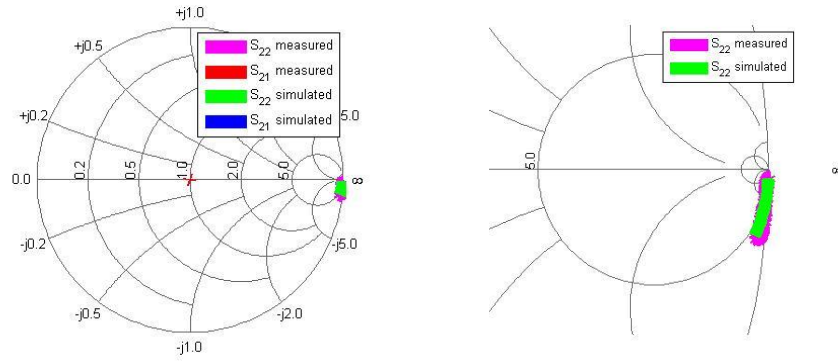 +j1.0
+j0.5
+j0.2
0.0
-j0.2
-j0.5
-j1.0
-j2.0
-j5.0
∞
5.0
0.2
0.5
1.0
2.0
5.0
S22 measured
S21 measured
S22 simulated
S21 simulated
S22 measured
S22 simulated
5.0
∞